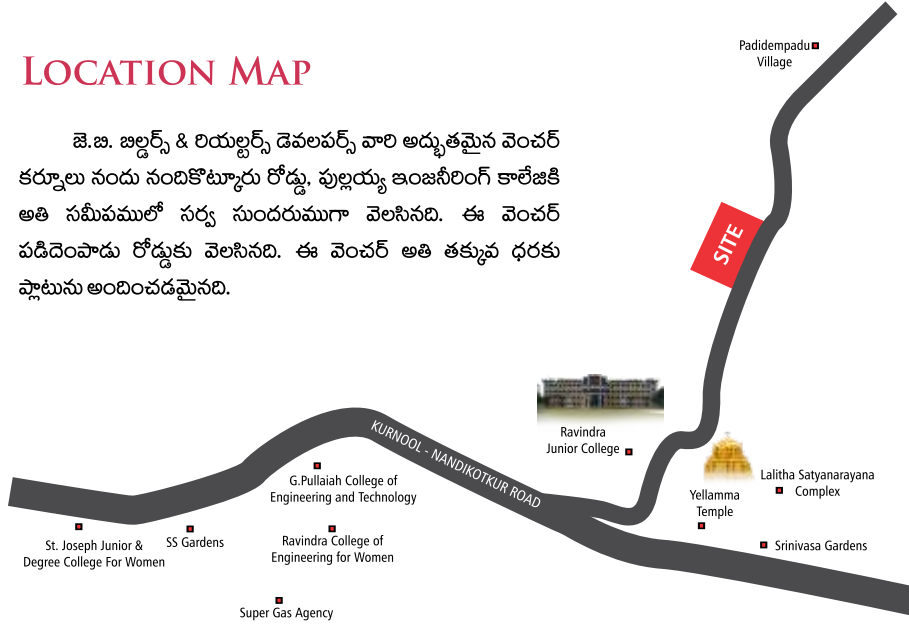 LOCATION MAP
జె.బి. బిల్డర్స్ & రియల్టర్స్ డెవలపర్స్ వారి అద్భుతమైన వెంచర్
కర్నూలు నందు నందికొట్కూరు రోడ్డు, పుల్లయ్య ఇంజనీరింగ్ కాలేజికి
అతి సమీపములో సర్వ సుందరుముగా వెలసినది. ఈ వెంచర్
పడిదెంపాడు రోడ్డుకు వెలసినది. ఈ వెంచర్ అతి తక్కువ ధరకు
ప్లాటును అందించడమైనది.
Padidempadu
Village
SITE
Ravindra
Junior College
KURNOOL - NANDIKOTKUR ROAD
G.Pullaiah College of
Engineering and Technology
Lalitha Satyanarayana
Complex
Yellamma
Temple
St. Joseph Junior &
Degree College For Women
SS Gardens
Ravindra College of
Engineering for Women
Srinivasa Gardens
Super Gas Agency